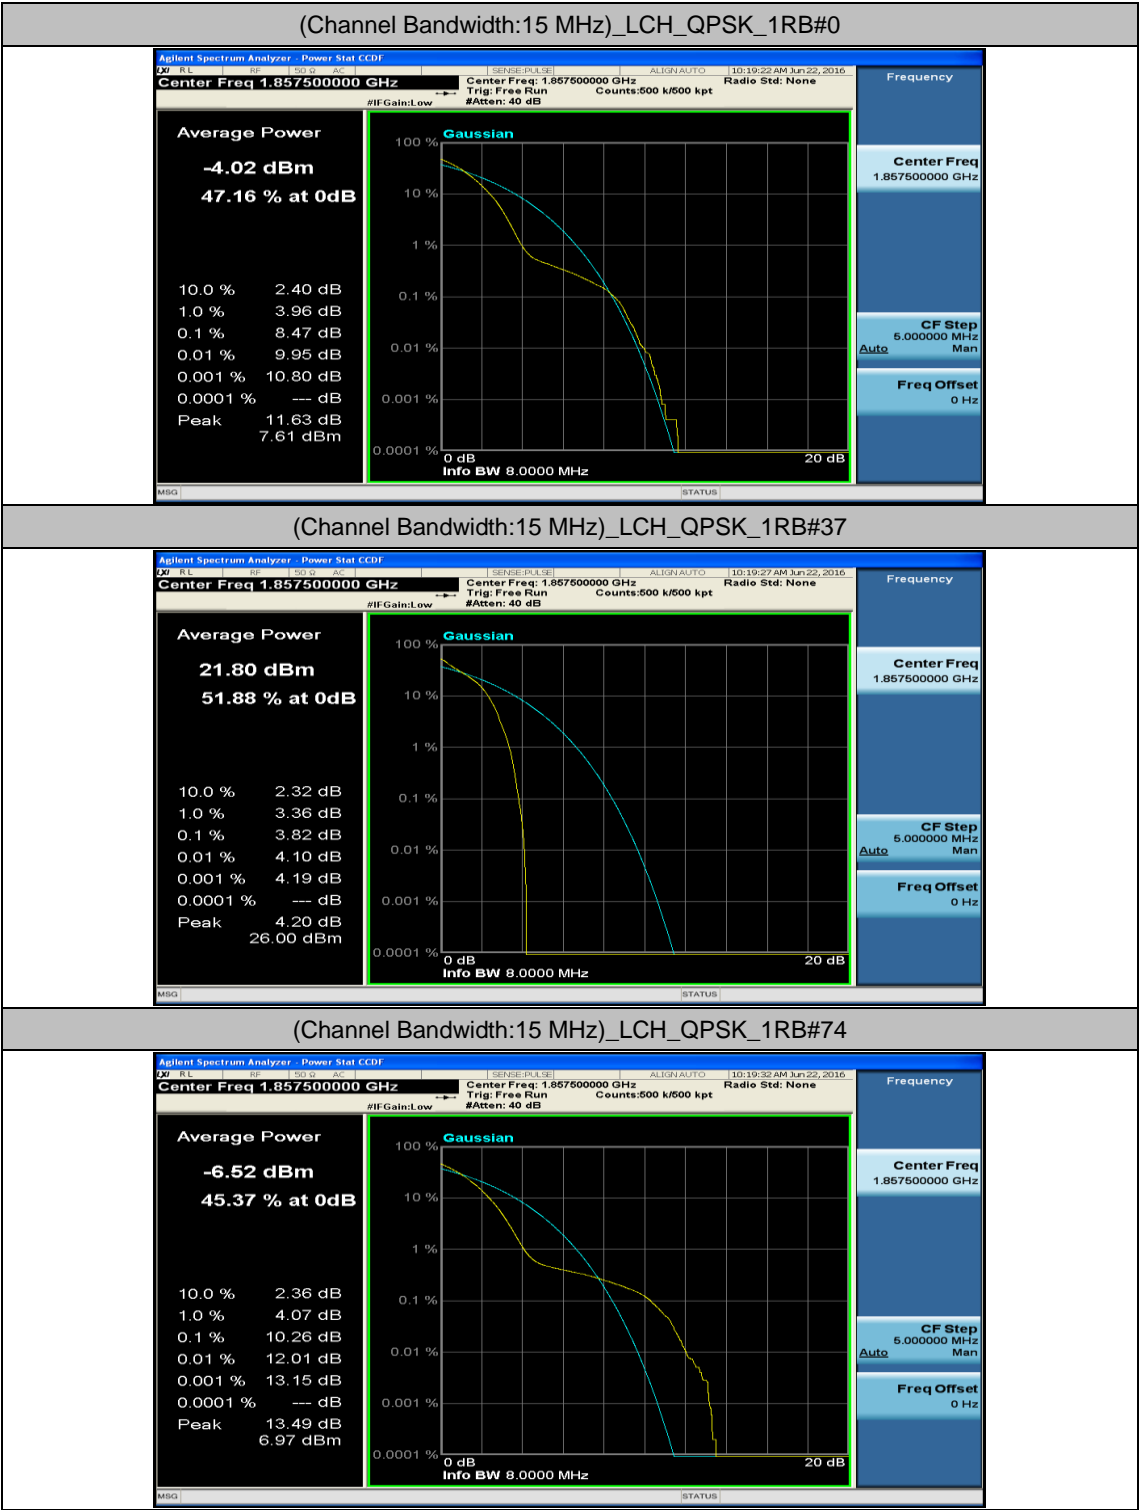 (Channel Bandwidth:15 MHz)_LCH_QPSK_1RB#0
Agilent Spectrum Analyzer - Power Stat CCDF
LXI RL RF 50 Ω AC SENSE:PULSE ALIGN AUTO 10:19:22 AM Jun 22, 2016
Center Freq 1.857500000 GHz
Center Freq: 1.857500000 GHz Radio Std: None
Trig: Free Run Counts:500 k/500 kpt
#IFGain:Low #Atten: 40 dB
Frequency
Average Power
-4.02 dBm
47.16 % at 0dB
10.0 % 2.40 dB
1.0 % 3.96 dB
0.1 % 8.47 dB
0.01 % 9.95 dB
0.001 % 10.80 dB
0.0001 % --- dB
Peak 11.63 dB
7.61 dBm
Gaussian
100 %
10 %
1 %
0.1 %
0.01 %
0.001 %
0.0001 %
0 dB 20 dB
Info BW 8.0000 MHz
Center Freq
1.857500000 GHz
CF Step
5.000000 MHz
Auto Man
Freq Offset
0 Hz
MSG STATUS
(Channel Bandwidth:15 MHz)_LCH_QPSK_1RB#37
Agilent Spectrum Analyzer - Power Stat CCDF
LXI RL RF 50 Ω AC SENSE:PULSE ALIGN AUTO 10:19:27 AM Jun 22, 2016
Center Freq 1.857500000 GHz
Center Freq: 1.857500000 GHz Radio Std: None
Trig: Free Run Counts:500 k/500 kpt
#IFGain:Low #Atten: 40 dB
Frequency
Average Power
21.80 dBm
51.88 % at 0dB
10.0 % 2.32 dB
1.0 % 3.36 dB
0.1 % 3.82 dB
0.01 % 4.10 dB
0.001 % 4.19 dB
0.0001 % --- dB
Peak 4.20 dB
26.00 dBm
Gaussian
100 %
10 %
1 %
0.1 %
0.01 %
0.001 %
0.0001 %
0 dB 20 dB
Info BW 8.0000 MHz
Center Freq
1.857500000 GHz
CF Step
5.000000 MHz
Auto Man
Freq Offset
0 Hz
MSG STATUS
(Channel Bandwidth:15 MHz)_LCH_QPSK_1RB#74
Agilent Spectrum Analyzer - Power Stat CCDF
LXI RL RF 50 Ω AC SENSE:PULSE ALIGN AUTO 10:19:32 AM Jun 22, 2016
Center Freq 1.857500000 GHz
Center Freq: 1.857500000 GHz Radio Std: None
Trig: Free Run Counts:500 k/500 kpt
#IFGain:Low #Atten: 40 dB
Frequency
Average Power
-6.52 dBm
45.37 % at 0dB
10.0 % 2.36 dB
1.0 % 4.07 dB
0.1 % 10.26 dB
0.01 % 12.01 dB
0.001 % 13.15 dB
0.0001 % --- dB
Peak 13.49 dB
6.97 dBm
Gaussian
100 %
10 %
1 %
0.1 %
0.01 %
0.001 %
0.0001 %
0 dB 20 dB
Info BW 8.0000 MHz
Center Freq
1.857500000 GHz
CF Step
5.000000 MHz
Auto Man
Freq Offset
0 Hz
MSG STATUS